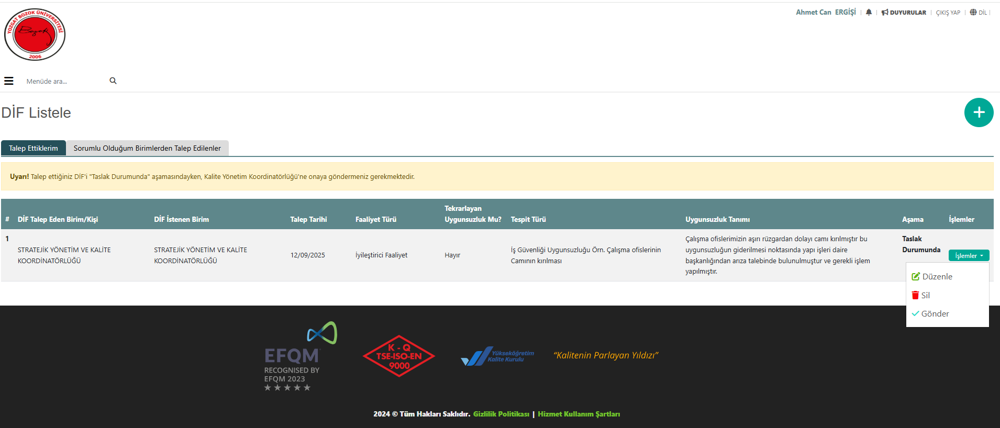 YOZGAT BOZOK ÜNİVERSİTESİ
Bozok
2006
Ahmet Can ERGİŞİ | | DUYURULAR | ÇIKIŞ YAP | DİL |
Menüde ara...
DİF Listele
Talep Ettiklerim
Sorumlu Olduğum Birimlerden Talep Edilenler
Uyarı! Talep ettiğiniz DİF'i "Taslak Durumunda" aşamasındayken, Kalite Yönetim Koordinatörlüğü'ne onaya göndermeniz gerekmektedir.
#
DİF Talep Eden Birim/Kişi
DİF İstenen Birim
Talep Tarihi
Faaliyet Türü
Tekrarlayan
Uygunsuzluk Mu?
Tespit Türü
Uygunsuzluk Tanımı
Aşama
İşlemler
1
STRATEJİK YÖNETİM VE KALİTE
KOORDİNATÖRLÜĞÜ
STRATEJİK YÖNETİM VE KALİTE
KOORDİNATÖRLÜĞÜ
12/09/2025
İyileştirici Faaliyet
Hayır
İş Güvenliği Uygunsuzluğu Örn. Çalışma ofislerinin
Camının kırılması
Çalışma ofislerimizin aşırı rüzgardan dolayı camı kırılmıştır bu
uygunsuzluğun giderilmesi noktasında yapı işleri daire
başkanlığından arıza talebinde bulunulmuştur ve gerekli işlem
yapılmıştır.
Taslak
Durumunda
İşlemler
Düzenle
Sil
Gönder
EFQM
RECOGNISED BY
EFQM 2023
K - Q
TSE-ISO-EN
9000
Yükseköğretim
Kalite Kurulu
“Kalitenin Parlayan Yıldızı”
2024 © Tüm Hakları Saklıdır. Gizlilik Politikası | Hizmet Kullanım Şartları